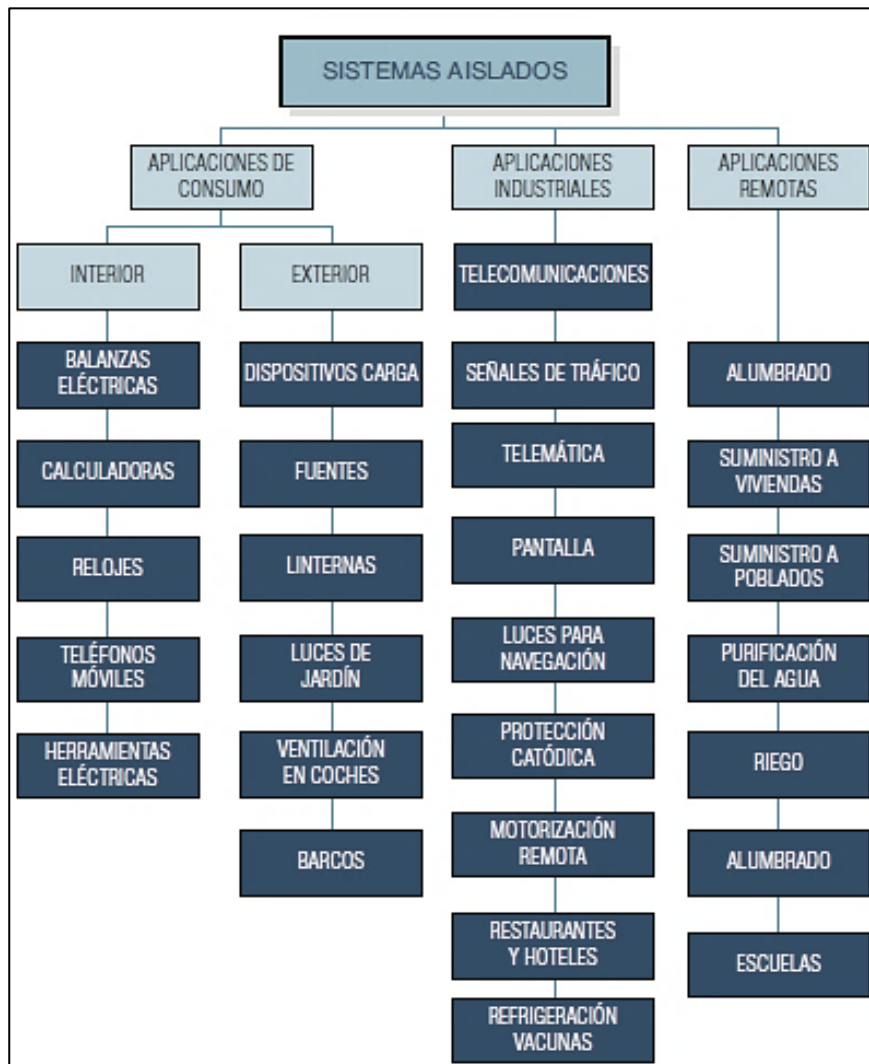 SISTEMAS AISLADOS
APLICACIONES DE
CONSUMO
INTERIOR
BALANZAS
ELÉCTRICAS
CALCULADORAS
RELOJES
TELÉFONOS
MÓVILES
HERRAMIENTAS
ELÉCTRICAS
EXTERIOR
DISPOSITIVOS CARGA
FUENTES
LINTERNAS
LUCES DE
JARDÍN
VENTILACIÓN
EN COCHES
BARCOS
APLICACIONES
INDUSTRIALES
TELECOMUNICACIONES
SEÑALES DE TRÁFICO
TELEMÁTICA
PANTALLA
LUCES PARA
NAVEGACIÓN
PROTECCIÓN
CATÓDICA
MOTORIZACIÓN
REMOTA
RESTAURANTES
Y HOTELES
REFRIGERACIÓN
VACUNAS
APLICACIONES
REMOTAS
ALUMBRADO
SUMINISTRO A
VIVIENDAS
SUMINISTRO A
POBLADOS
PURIFICACIÓN
DEL AGUA
RIEGO
ALUMBRADO
ESCUELAS